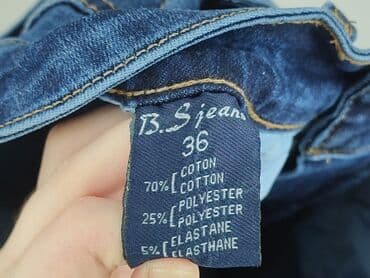 B.S jeans
36
COTON
70% [ COTTON
POLYESTER
25% [ POLYESTER
ELASTANE
5% [ ELASTHANE